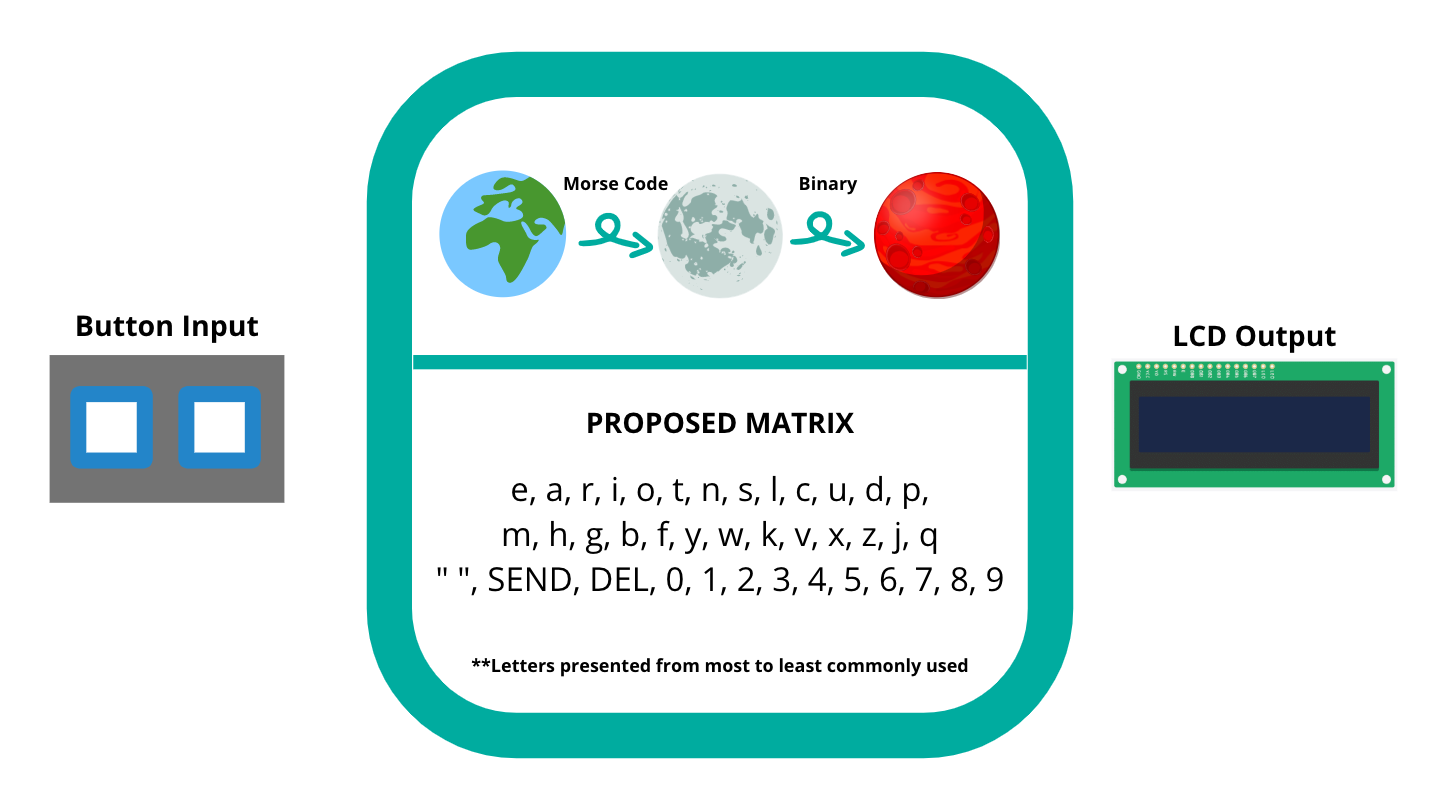 Morse Code
Binary
Button Input
LCD Output
PROPOSED MATRIX
e, a, r, i, o, t, n, s, l, c, u, d, p,
m, h, g, b, f, y, w, k, v, x, z, j, q
" ", SEND, DEL, 0, 1, 2, 3, 4, 5, 6, 7, 8, 9
**Letters presented from most to least commonly used